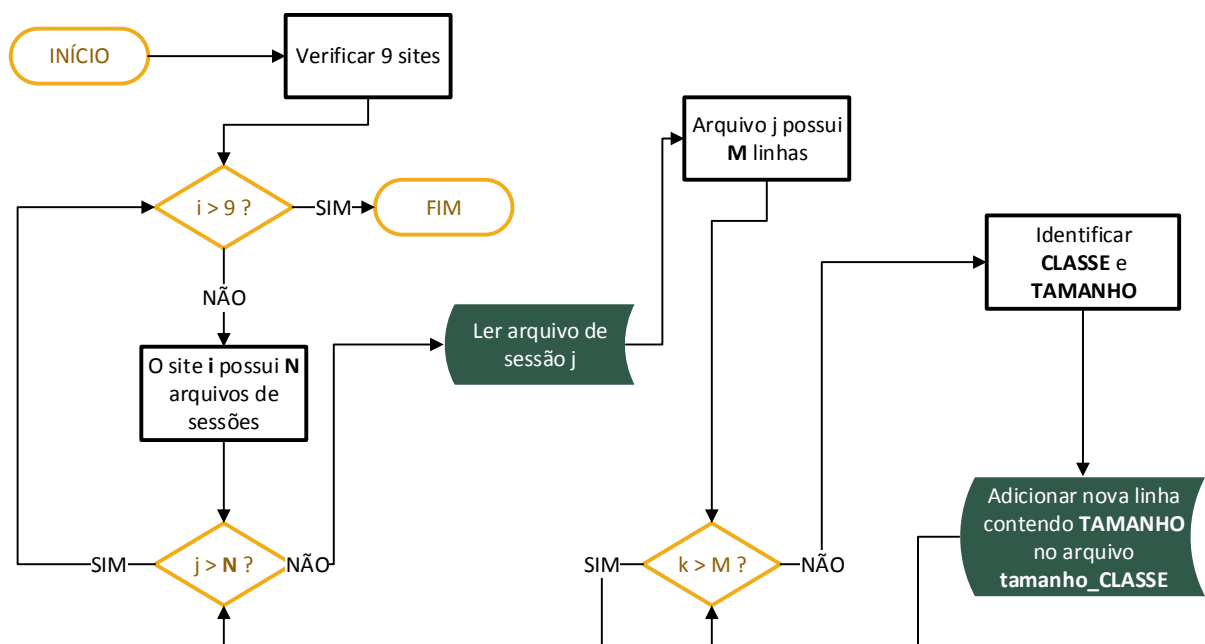 INÍCIO
Verificar 9 sites
i > 9 ?
SIM
FIM
NÃO
O site i possui N
arquivos de
sessões
j > N ?
SIM
NÃO
Ler arquivo de
sessão j
Arquivo j possui
M linhas
k > M ?
SIM
NÃO
Identificar
CLASSE e
TAMANHO
Adicionar nova linha
contendo TAMANHO
no arquivo
tamanho_CLASSE